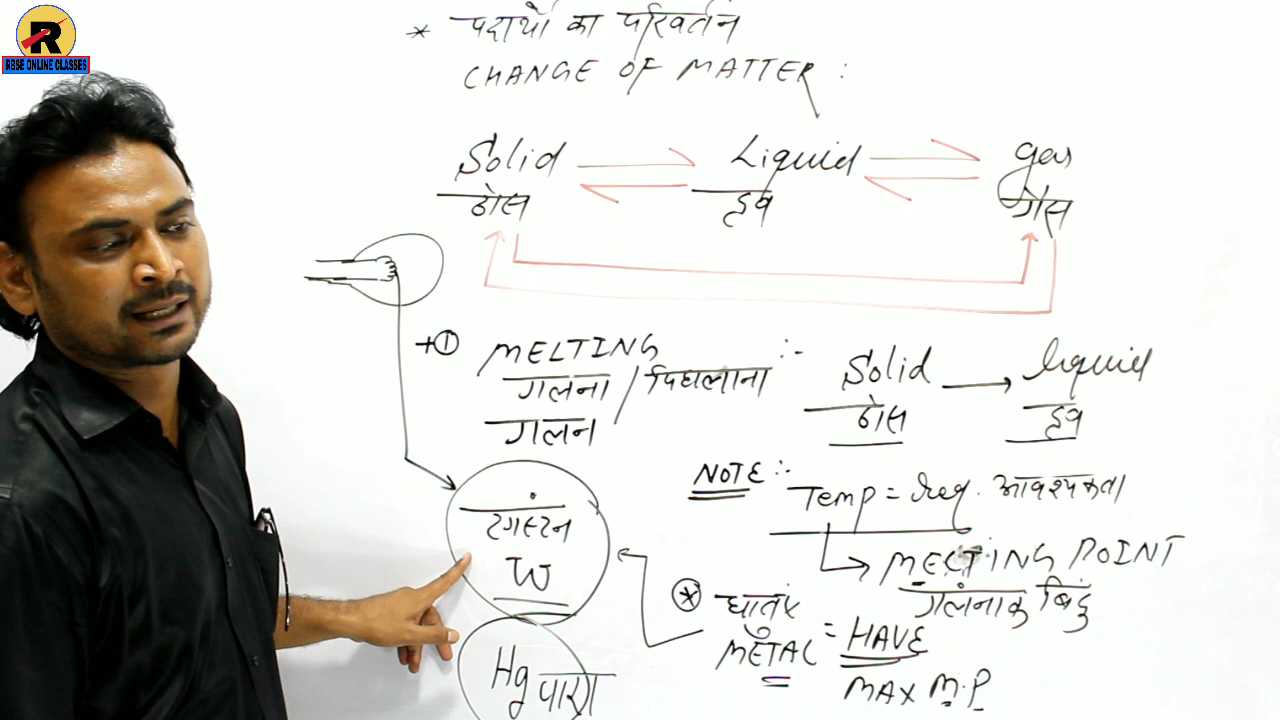 R
RBSE ONLINE CLASSES
* पदार्थो का परिवर्तन
CHANGE OF MATTER :
Solid Liquid gas
ठोस द्रव गैस
+① MELTING :-
गलना / पिघलाना
गलन
Solid → Liquid
ठोस द्रव
NOTE :-
Temp = Req. आवश्यकता
MELTING POINT
गलंनाक बिंदु
टंगस्टन
W
Hg पारा
* धातंए
METAL = HAVE
MAX M.P